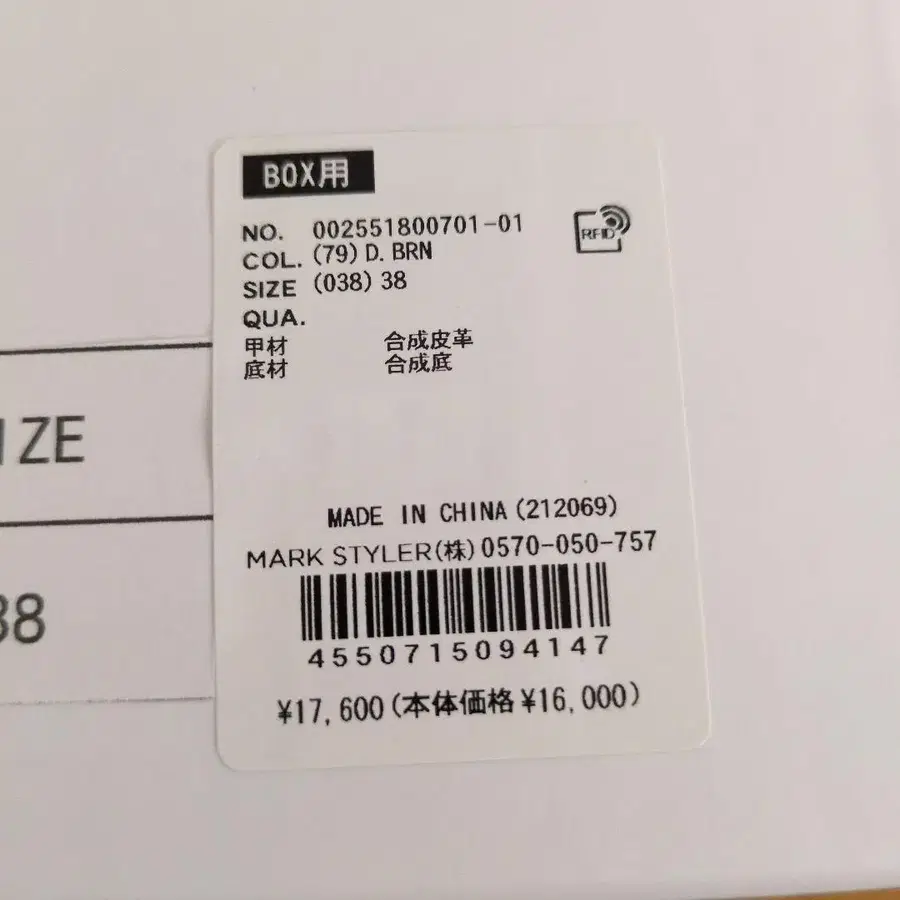 BOX用
NO. 002551800701-01
RFID
COL. (79) D. BRN
SIZE (038) 38
QUA.
甲材 合成皮革
底材 合成底
IZE
38
MADE IN CHINA (212069)
MARK STYLER(株) 0570-050-757
4550715094147
¥17,600 (本体価格 ¥16,000)